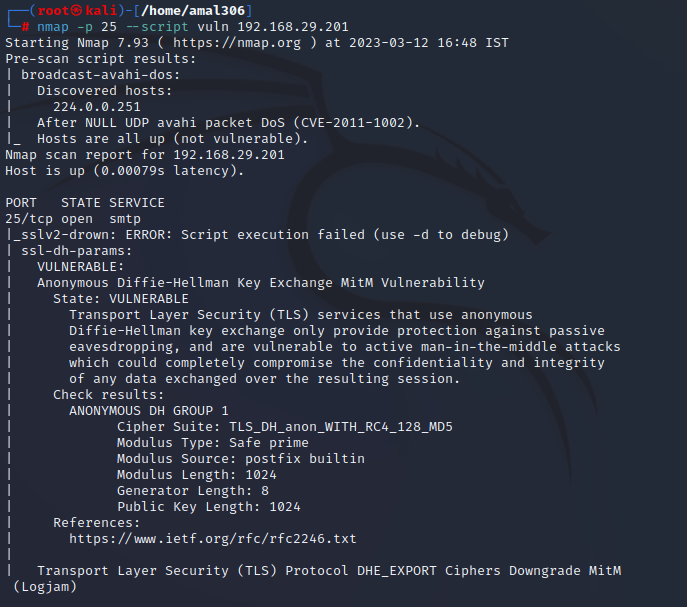 ┌──(root㉿kali)-[/home/amal306]
└─# nmap -p 25 --script vuln 192.168.29.201
Starting Nmap 7.93 ( https://nmap.org ) at 2023-03-12 16:48 IST
Pre-scan script results:
| broadcast-avahi-dos:
|   Discovered hosts:
|     224.0.0.251
|   After NULL UDP avahi packet DoS (CVE-2011-1002).
|_  Hosts are all up (not vulnerable).
Nmap scan report for 192.168.29.201
Host is up (0.00079s latency).

PORT   STATE SERVICE
25/tcp open  smtp
|_sslv2-drown: ERROR: Script execution failed (use -d to debug)
| ssl-dh-params:
|   VULNERABLE:
|   Anonymous Diffie-Hellman Key Exchange MitM Vulnerability
|     State: VULNERABLE
|       Transport Layer Security (TLS) services that use anonymous
|       Diffie-Hellman key exchange only provide protection against passive
|       eavesdropping, and are vulnerable to active man-in-the-middle attacks
|       which could completely compromise the confidentiality and integrity
|       of any data exchanged over the resulting session.
|     Check results:
|       ANONYMOUS DH GROUP 1
|             Cipher Suite: TLS_DH_anon_WITH_RC4_128_MD5
|             Modulus Type: Safe prime
|             Modulus Source: postfix builtin
|             Modulus Length: 1024
|             Generator Length: 8
|             Public Key Length: 1024
|     References:
|       https://www.ietf.org/rfc/rfc2246.txt
|
|   Transport Layer Security (TLS) Protocol DHE_EXPORT Ciphers Downgrade MitM
 (Logjam)